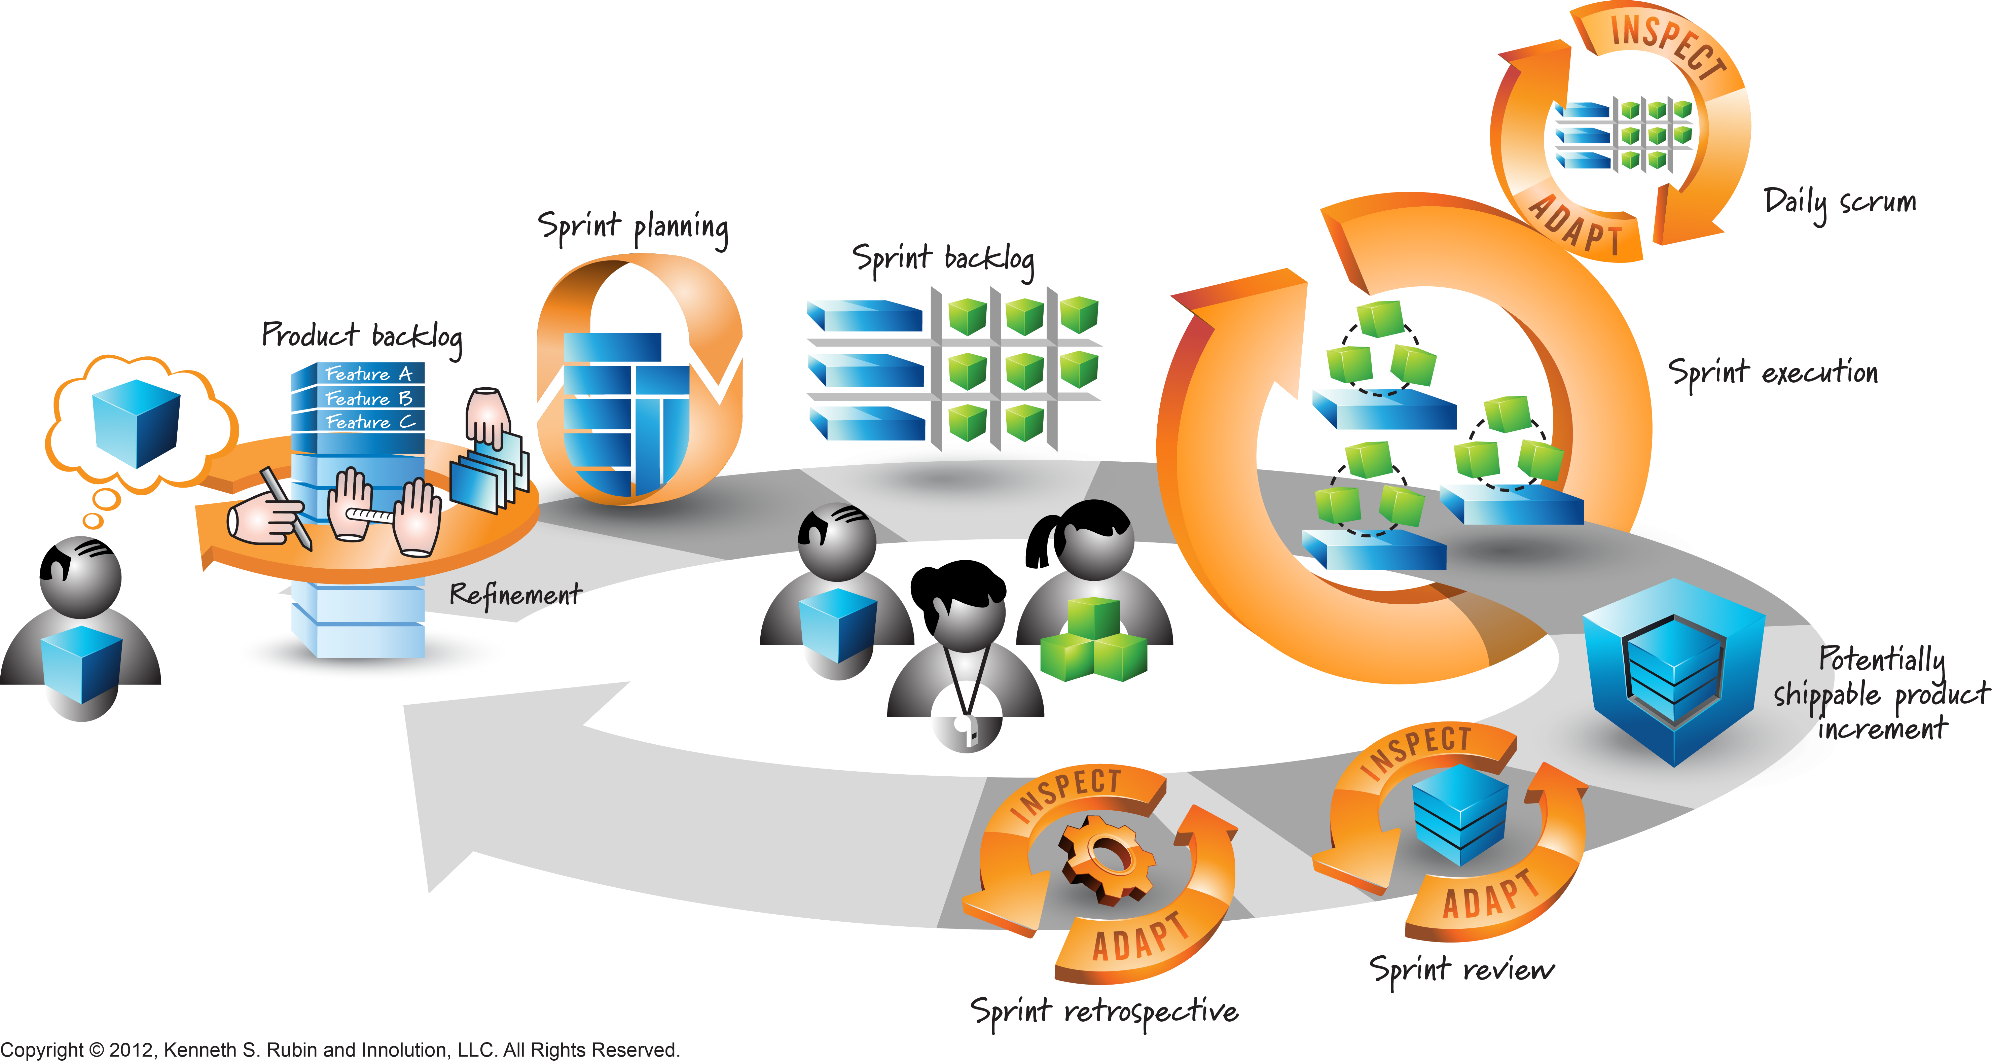 INSPECT
ADAPT
Daily scrum
Sprint planning
Sprint backlog
Product backlog
Feature A
Feature B
Feature C
Sprint execution
Refinement
Potentially
shippable product
increment
INSPECT
ADAPT
Sprint review
INSPECT
ADAPT
Sprint retrospective
Copyright © 2012, Kenneth S. Rubin and Innolution, LLC. All Rights Reserved.